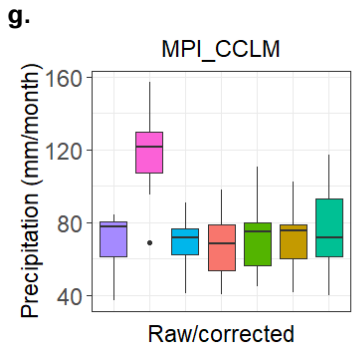 g.
MPI_CCLM
Precipitation (mm/month)
160
120
80
40
Raw/corrected